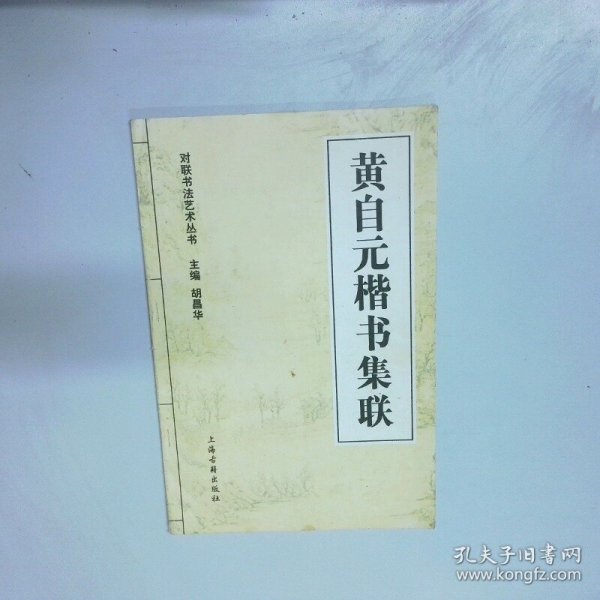 黄自元楷书集联
对联书法艺术丛书 主编 胡昌华
上海古籍出版社
孔夫子旧书网
www.kongfz.com